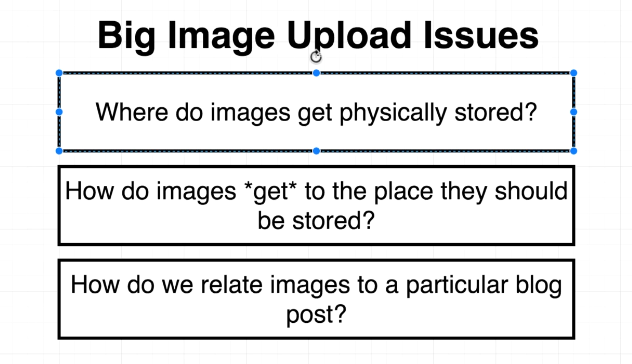 Big Image Upload Issues
Where do images get physically stored?
How do images *get* to the place they should
be stored?
How do we relate images to a particular blog
post?